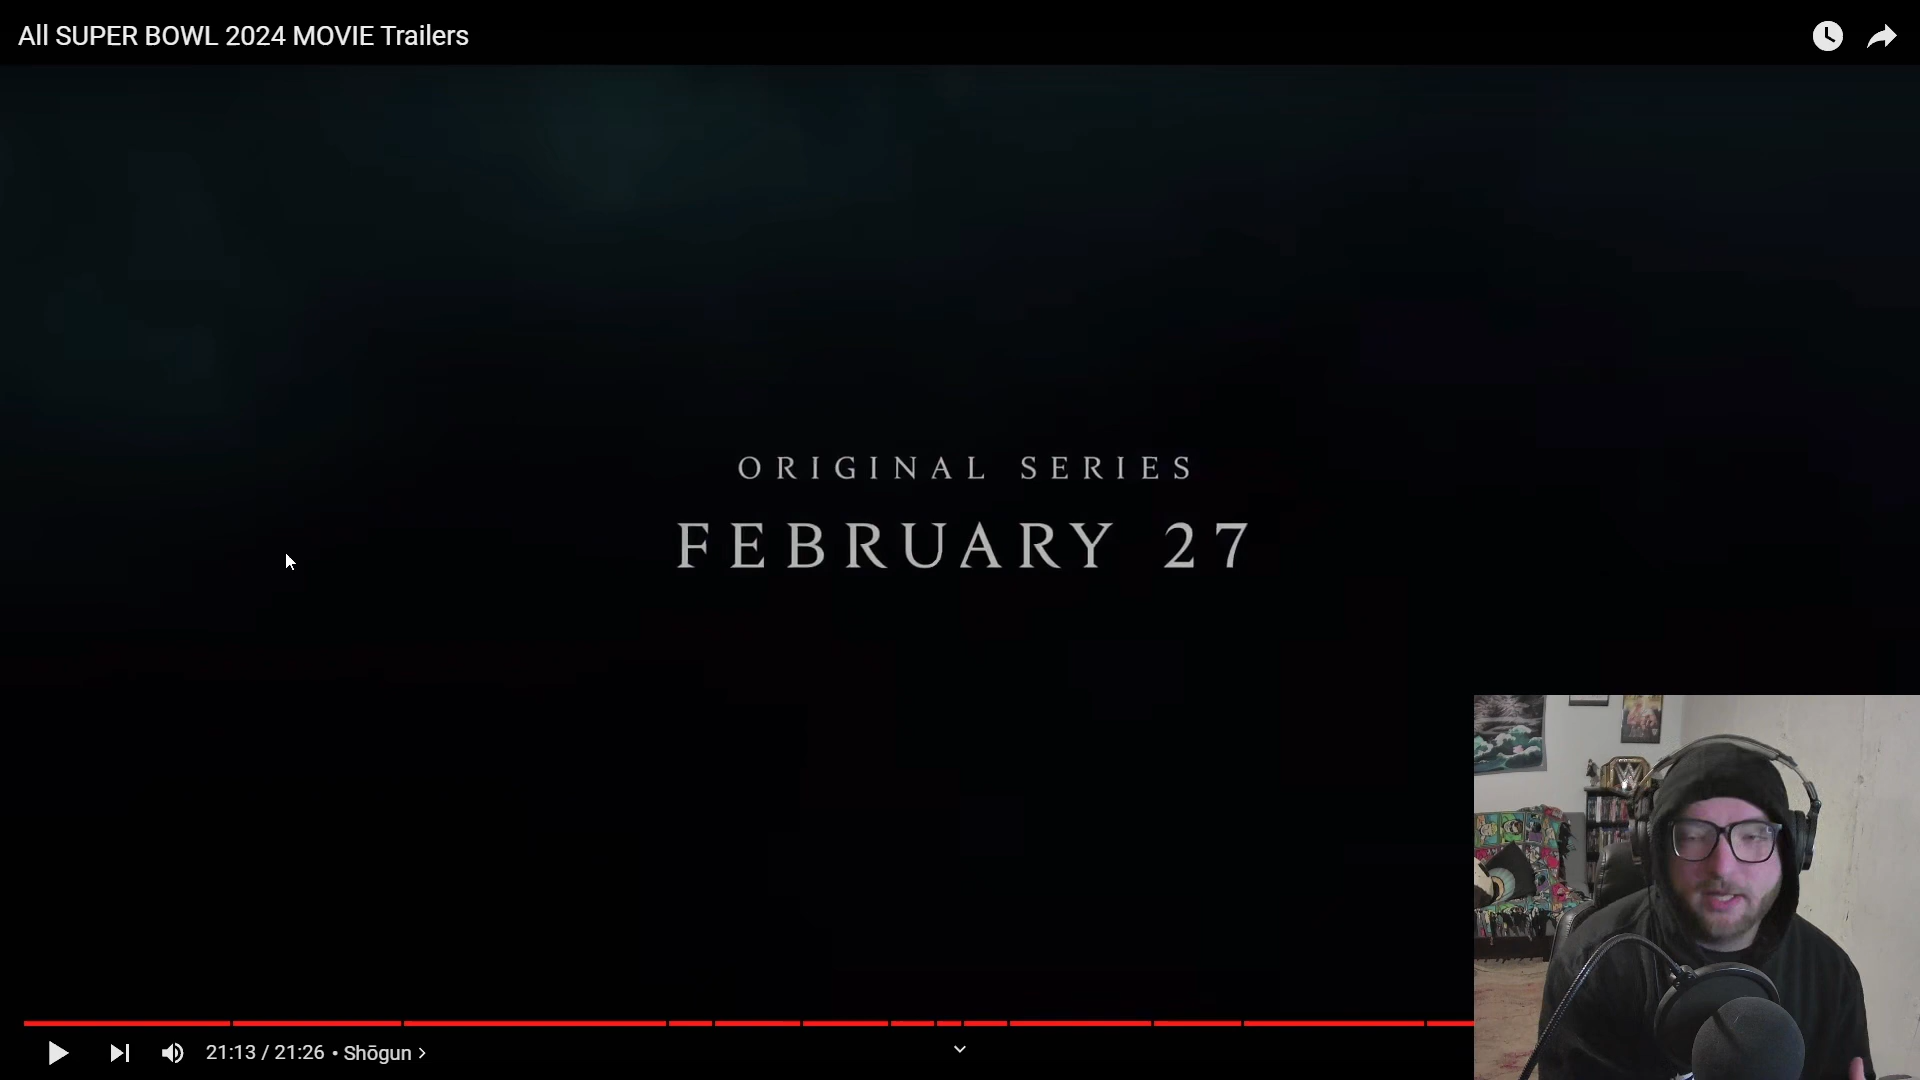 All SUPER BOWL 2024 MOVIE Trailers
ORIGINAL SERIES
FEBRUARY 27
21:13 / 21:26 • Shōgun